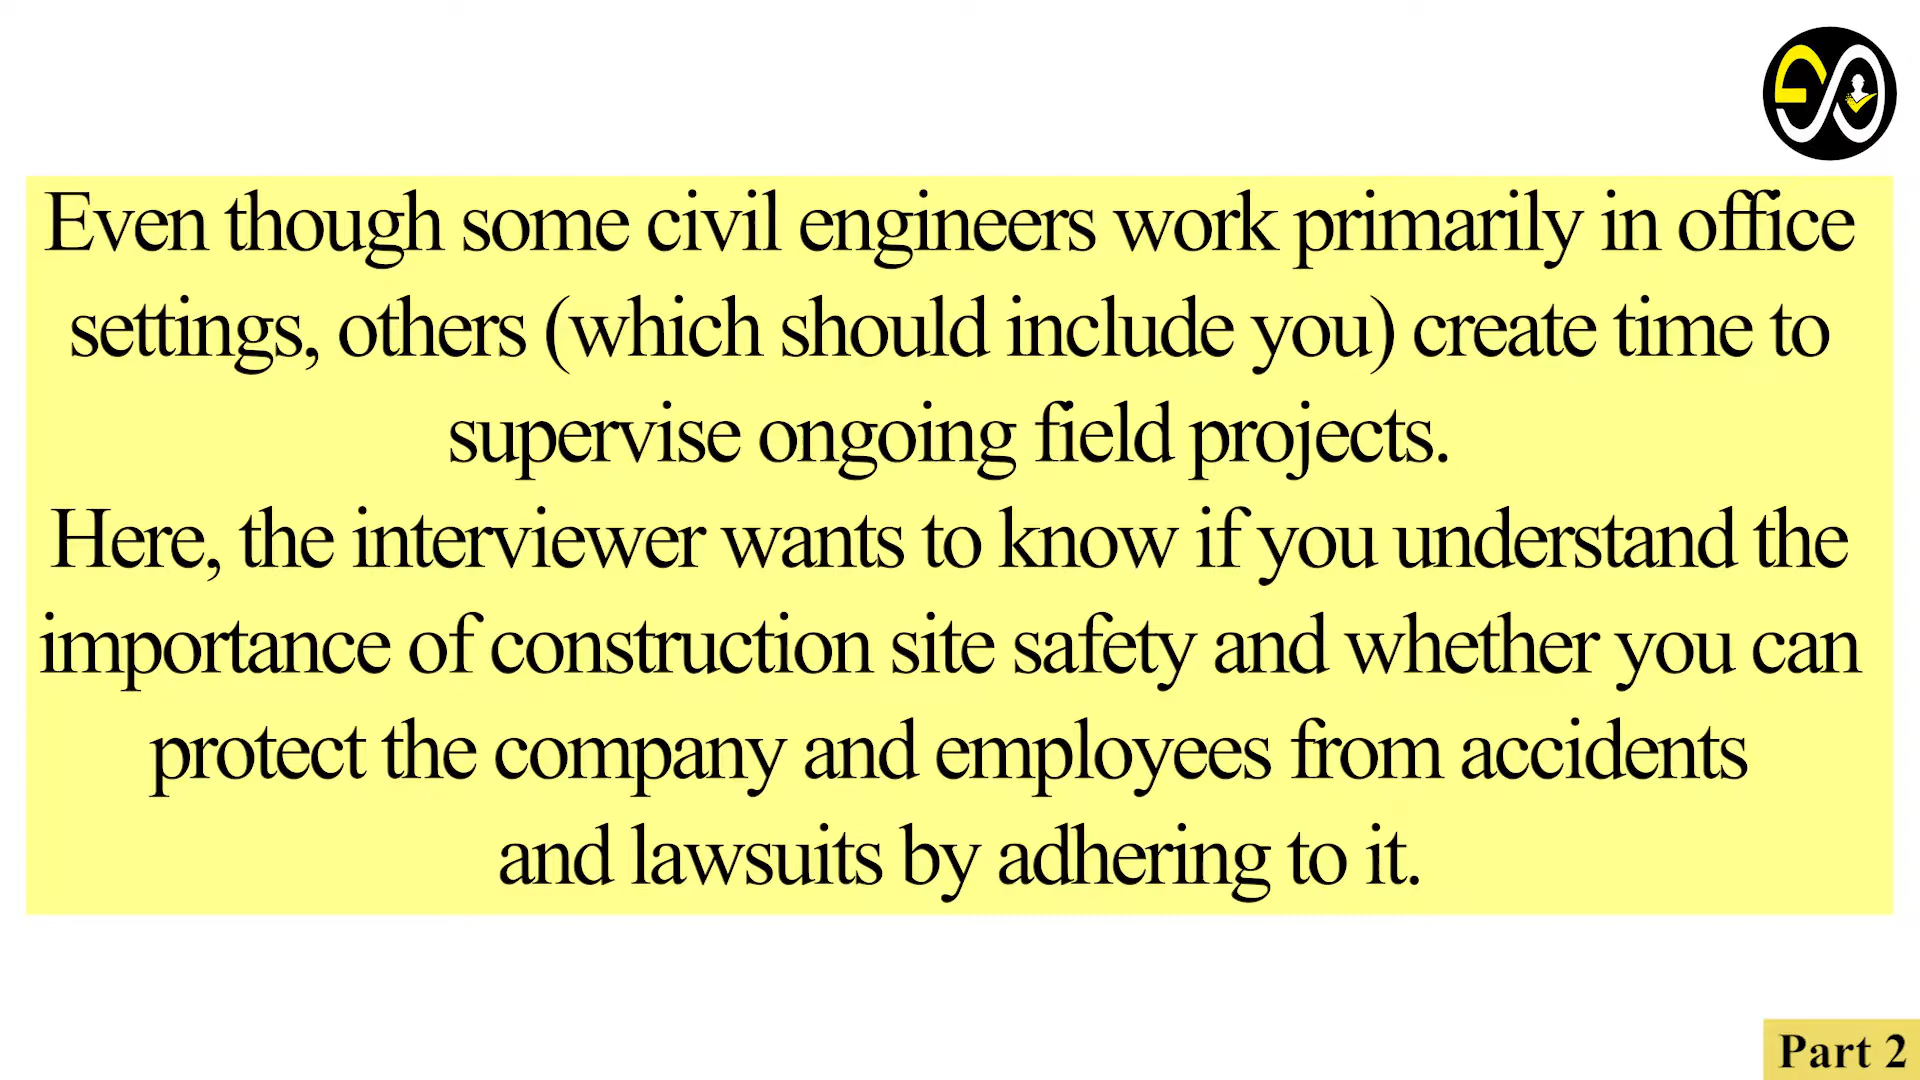 Even though some civil engineers work primarily in office
settings, others (which should include you) create time to
supervise ongoing field projects.
Here, the interviewer wants to know if you understand the
importance of construction site safety and whether you can
protect the company and employees from accidents
and lawsuits by adhering to it.
Part 2